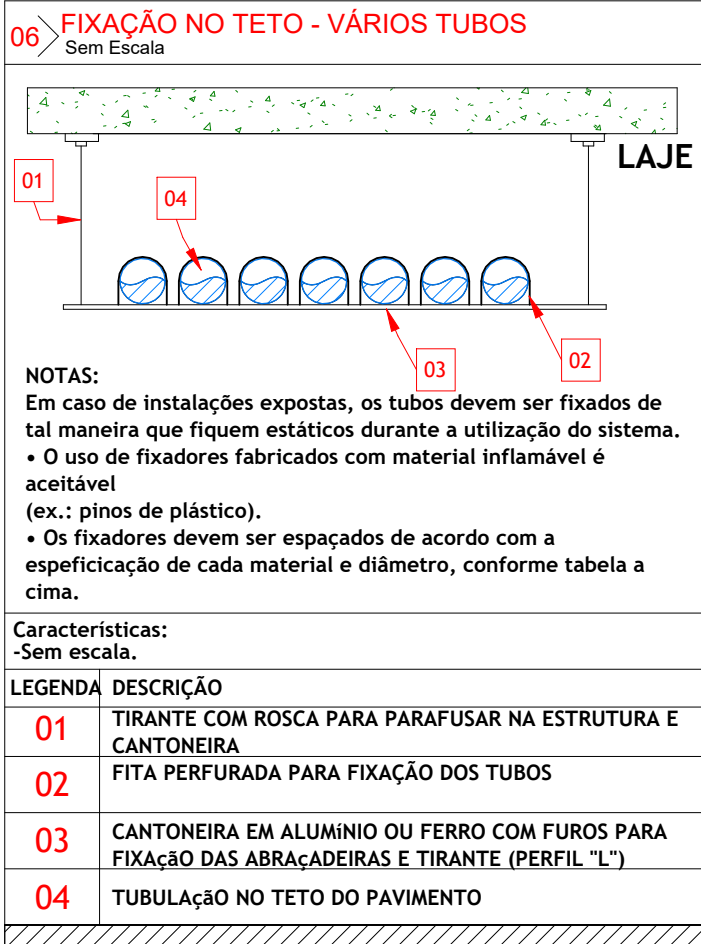 06 FIXAÇÃO NO TETO - VÁRIOS TUBOS
Sem Escala
LAJE
01
04
03
02
NOTAS:
Em caso de instalações expostas, os tubos devem ser fixados de
tal maneira que fiquem estáticos durante a utilização do sistema.
• O uso de fixadores fabricados com material inflamável é
aceitável
(ex.: pinos de plástico).
• Os fixadores devem ser espaçados de acordo com a
espeficicação de cada material e diâmetro, conforme tabela a
cima.
Características:
-Sem escala.
LEGENDA DESCRIÇÃO
01 TIRANTE COM ROSCA PARA PARAFUSAR NA ESTRUTURA E
CANTONEIRA
02 FITA PERFURADA PARA FIXAÇÃO DOS TUBOS
03 CANTONEIRA EM ALUMíNIO OU FERRO COM FUROS PARA
FIXAçãO DAS ABRAçADEIRAS E TIRANTE (PERFIL "L")
04 TUBULAçãO NO TETO DO PAVIMENTO